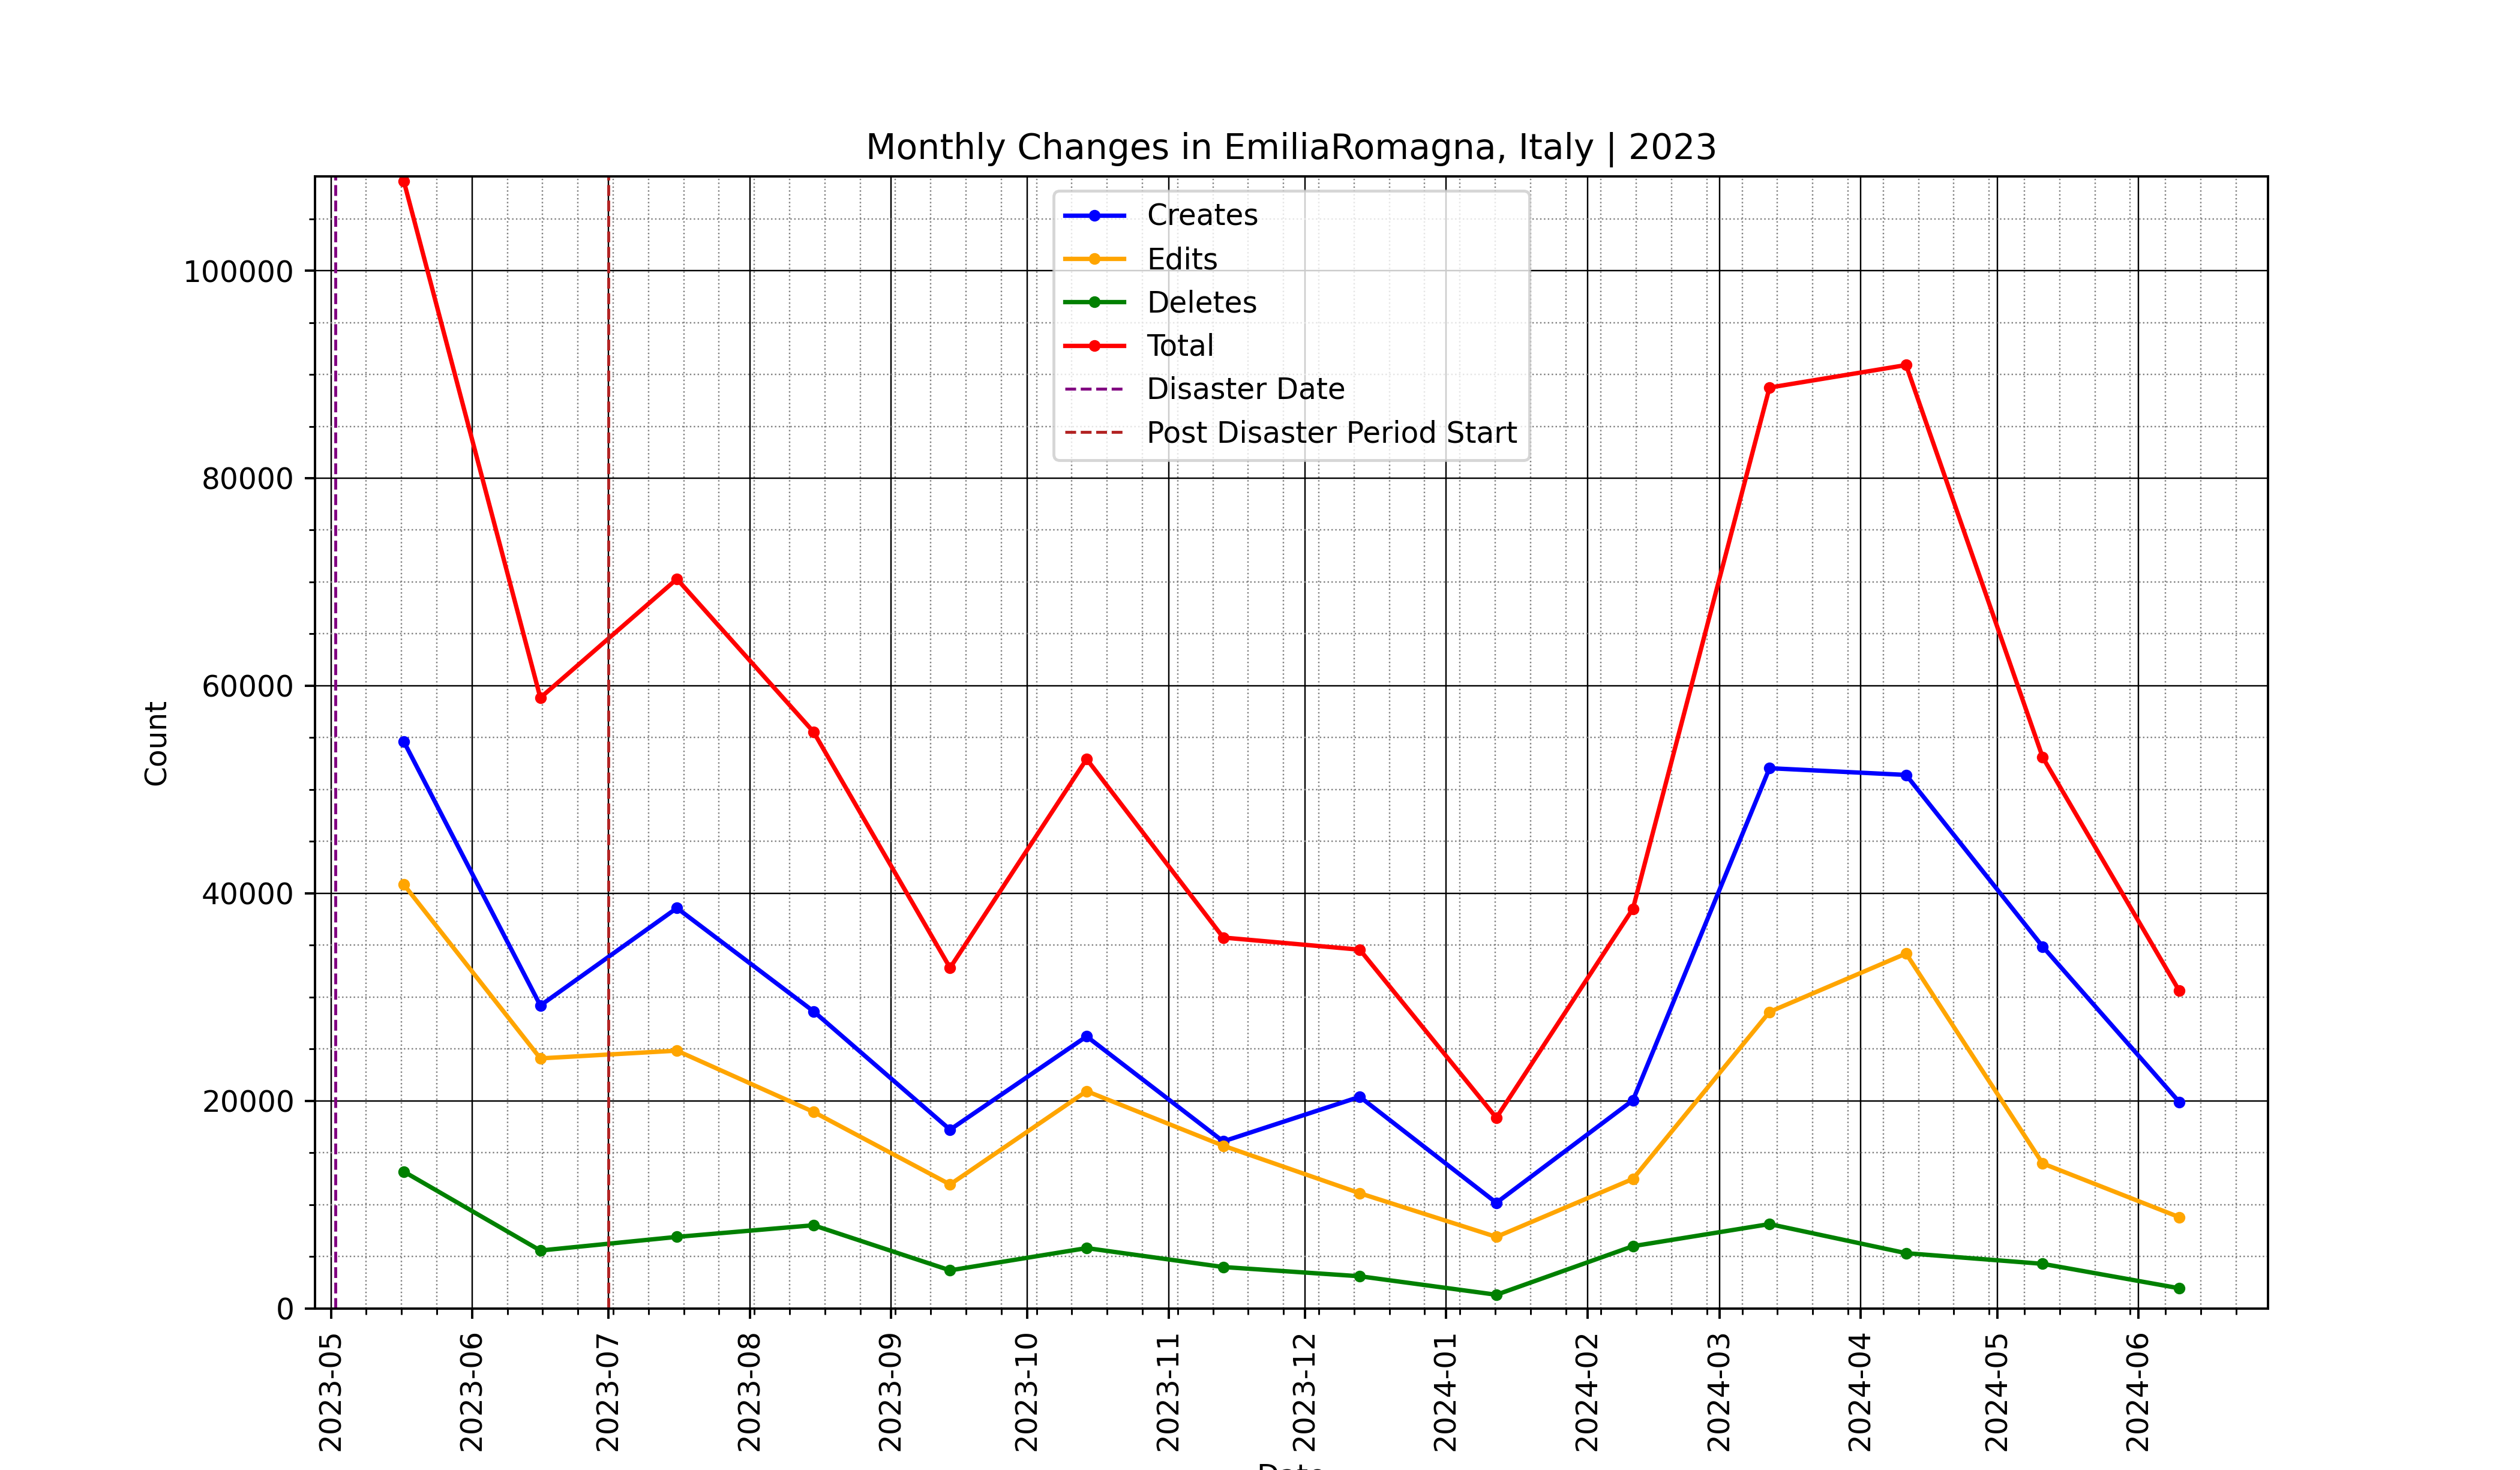 Monthly Changes in EmiliaRomagna, Italy | 2023
Creates
Edits
Deletes
Total
Disaster Date
Post Disaster Period Start
Count
100000
80000
60000
40000
20000
0
2023-05
2023-06
2023-07
2023-08
2023-09
2023-10
2023-11
2023-12
2024-01
2024-02
2024-03
2024-04
2024-05
2024-06
Date